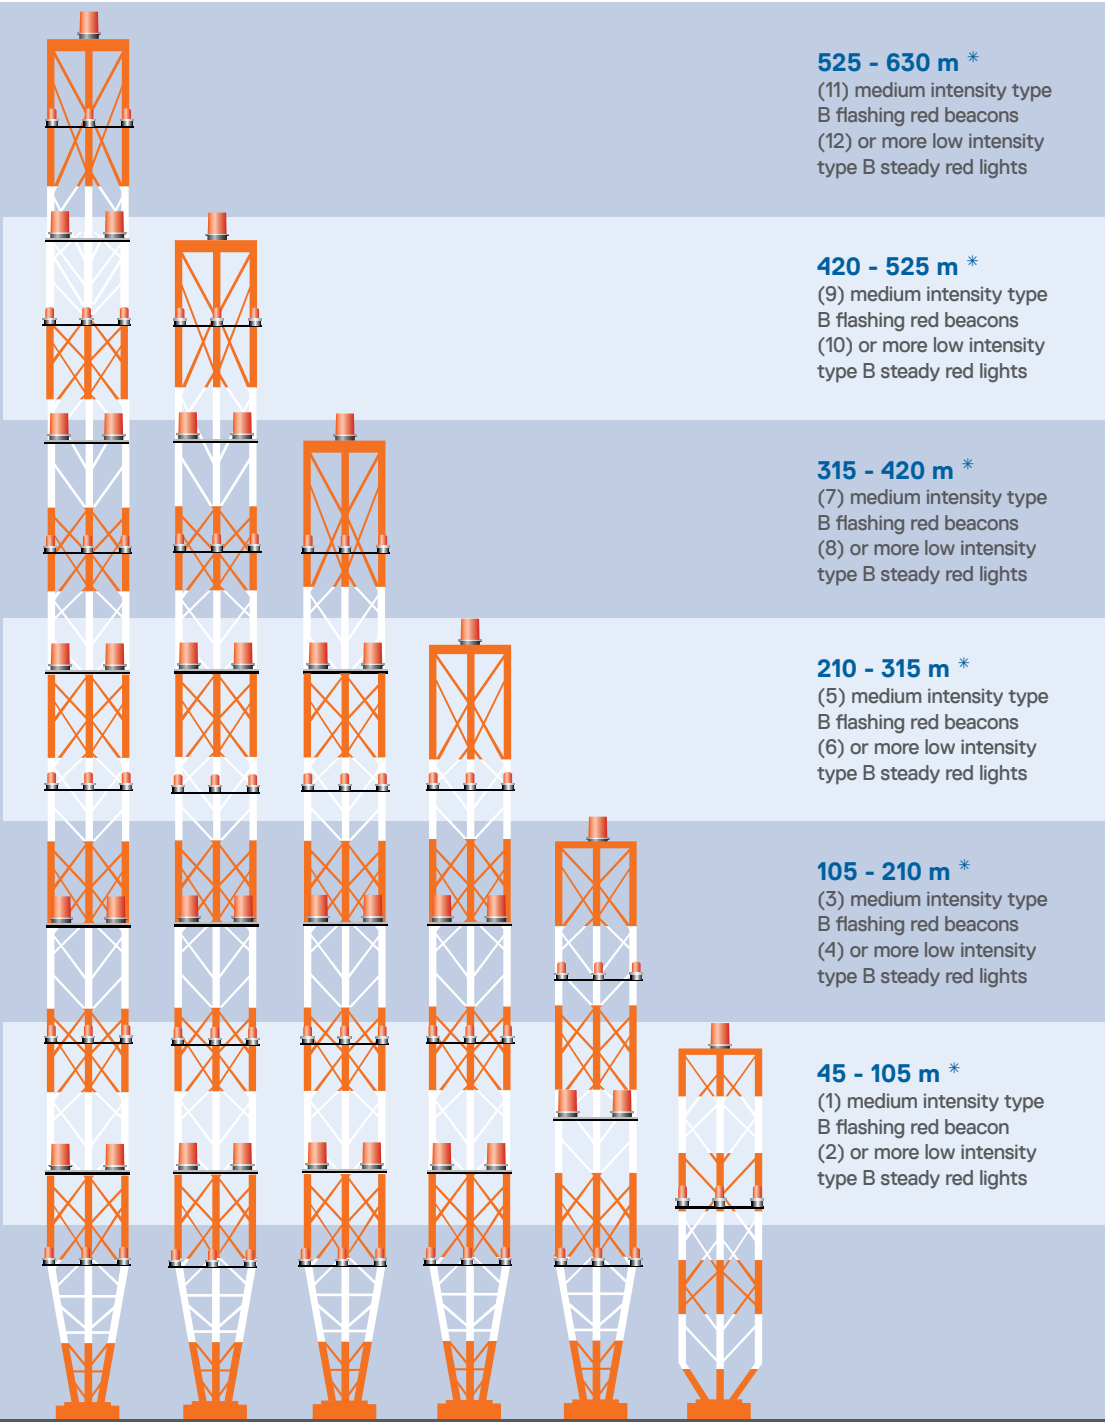 525 - 630 m *
(11) medium intensity type
B flashing red beacons
(12) or more low intensity
type B steady red lights
420 - 525 m *
(9) medium intensity type
B flashing red beacons
(10) or more low intensity
type B steady red lights
315 - 420 m *
(7) medium intensity type
B flashing red beacons
(8) or more low intensity
type B steady red lights
210 - 315 m *
(5) medium intensity type
B flashing red beacons
(6) or more low intensity
type B steady red lights
105 - 210 m *
(3) medium intensity type
B flashing red beacons
(4) or more low intensity
type B steady red lights
45 - 105 m *
(1) medium intensity type
B flashing red beacon
(2) or more low intensity
type B steady red lights